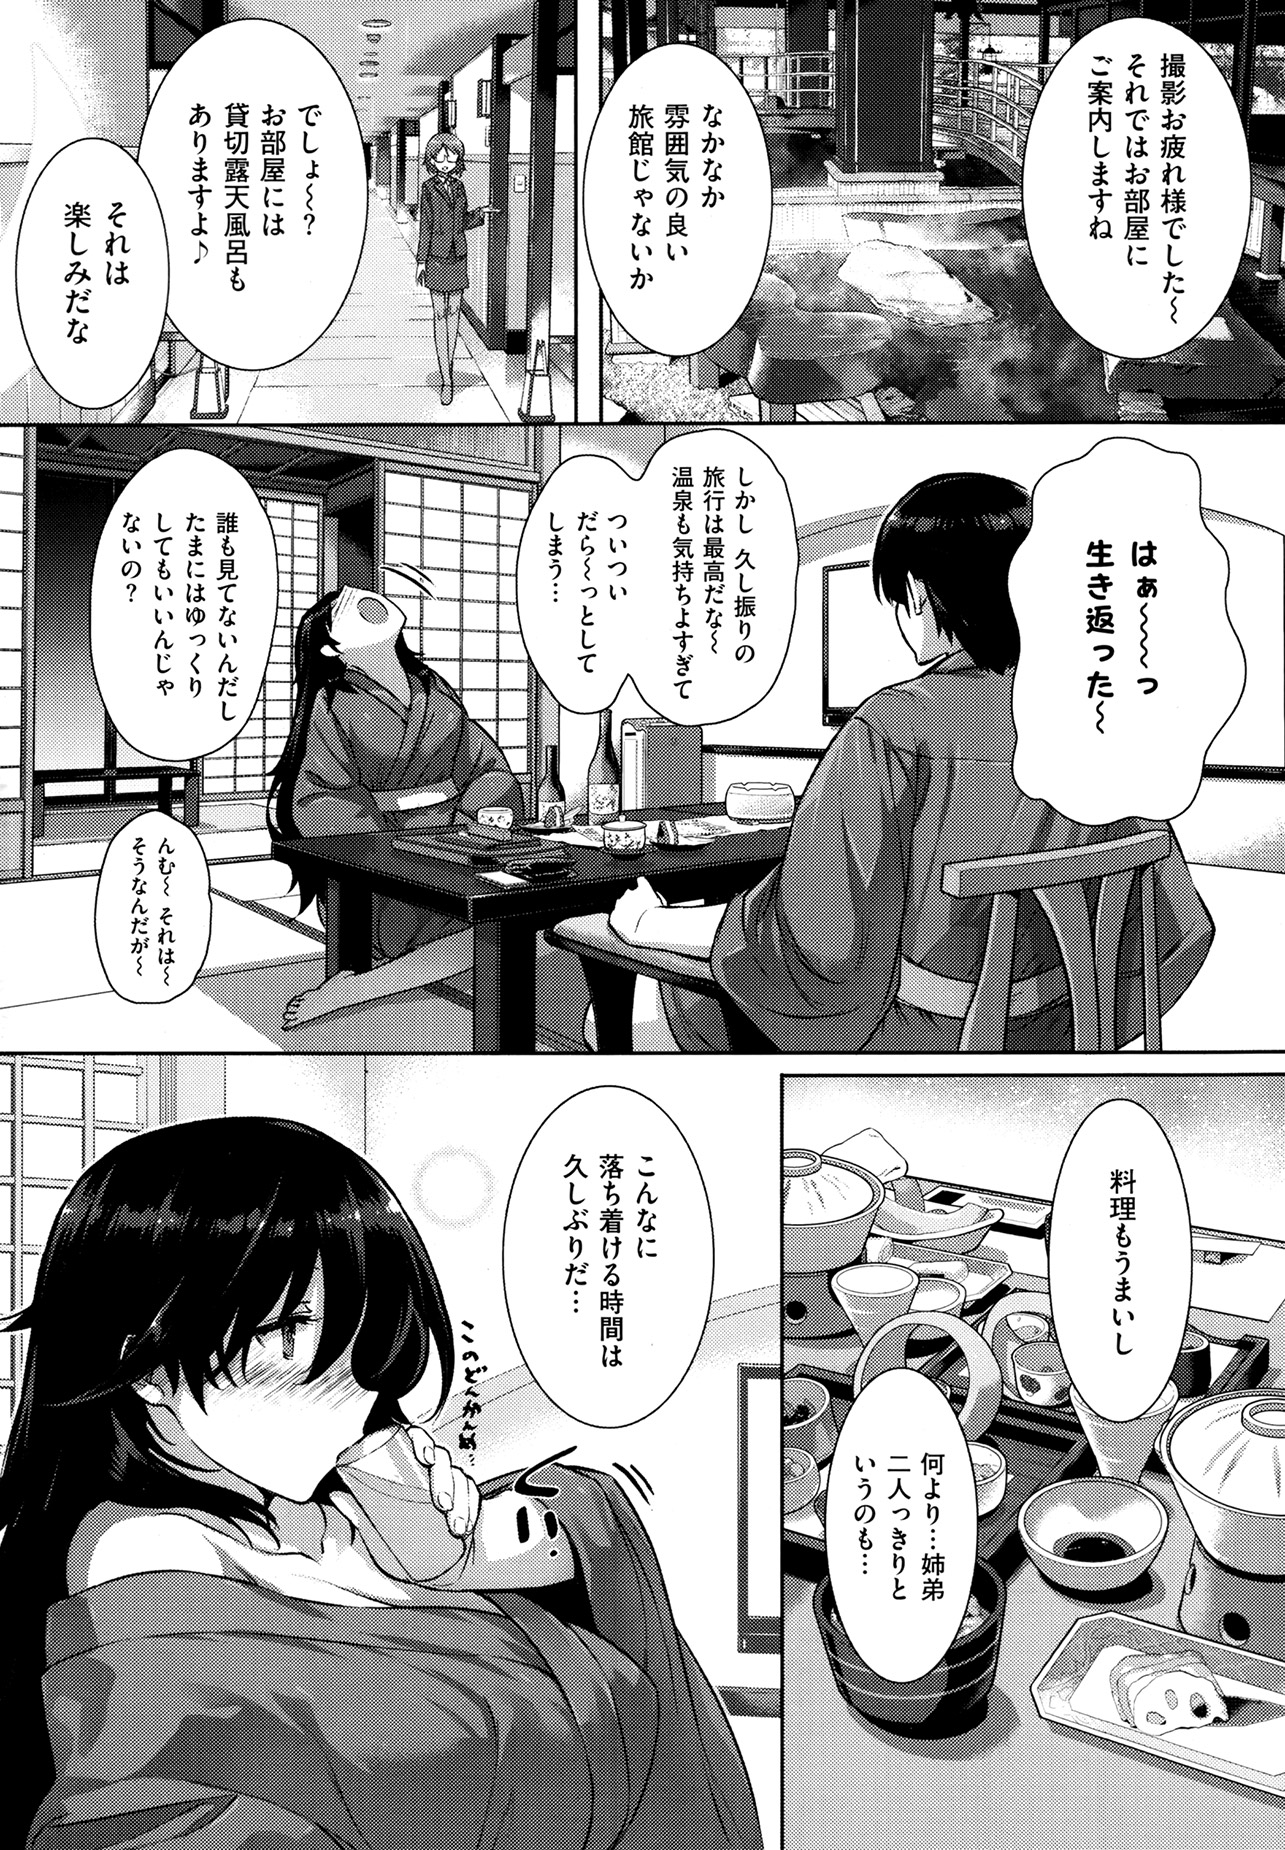 撮影お疲れ様でした〜
それではお部屋に
ご案内しますね
なかなか
雰囲気の良い
旅館じゃないか
でしょ〜？
お部屋には
貸切露天風呂も
ありますよ♪
それは
楽しみだな
はぁ〜〜〜っ
生き返った〜
しかし 久し振りの
旅行は最高だな〜
温泉も気持ちよすぎて
ついつい
だら〜〜っとして
しまう…
誰も見てないんだし
たまにはゆっくり
してもいいんじゃ
ないの？
んむ〜 それは〜
そうなんだが〜
料理もうまいし
何より…姉弟
二人っきりと
いうのも…
こんなに
落ち着ける時間は
久しぶりだ…
このどんかんめ…